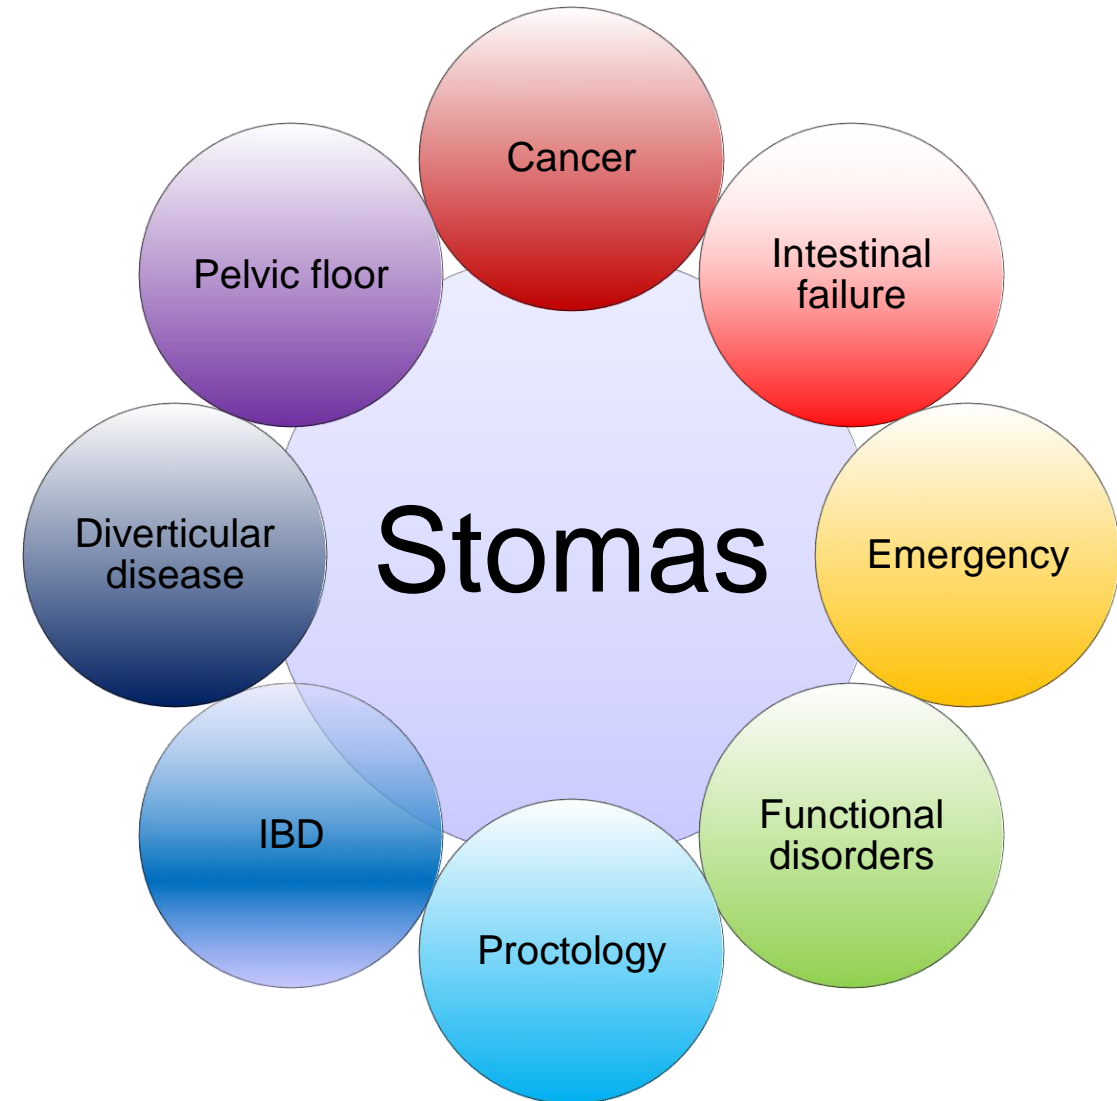 Cancer
Intestinal
failure
Emergency
Functional
disorders
Proctology
IBD
Diverticular
disease
Pelvic floor
Stomas